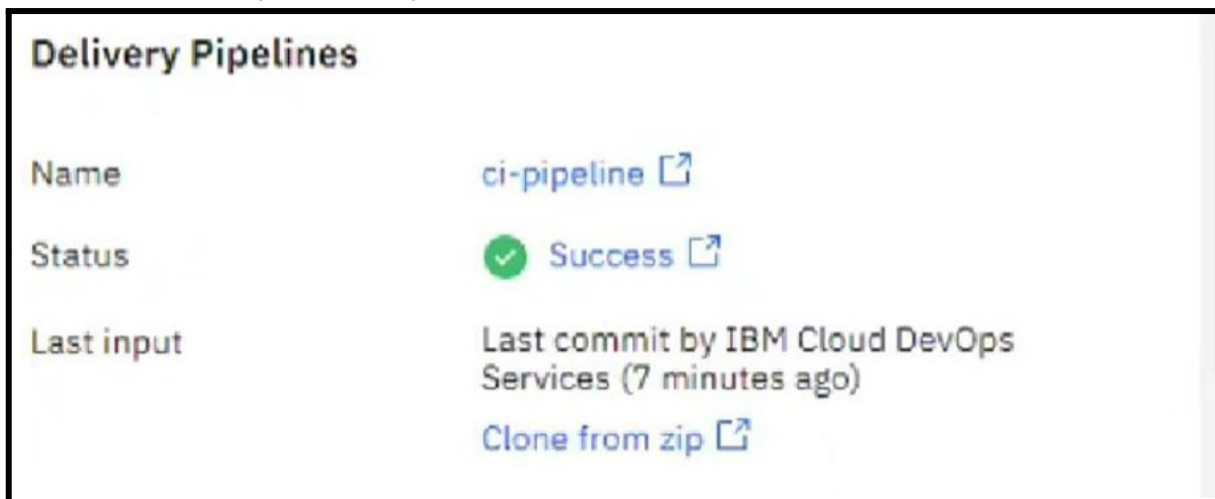 Delivery Pipelines
Name ci-pipeline
Status Success
Last input Last commit by IBM Cloud DevOps
Services (7 minutes ago)
Clone from zip